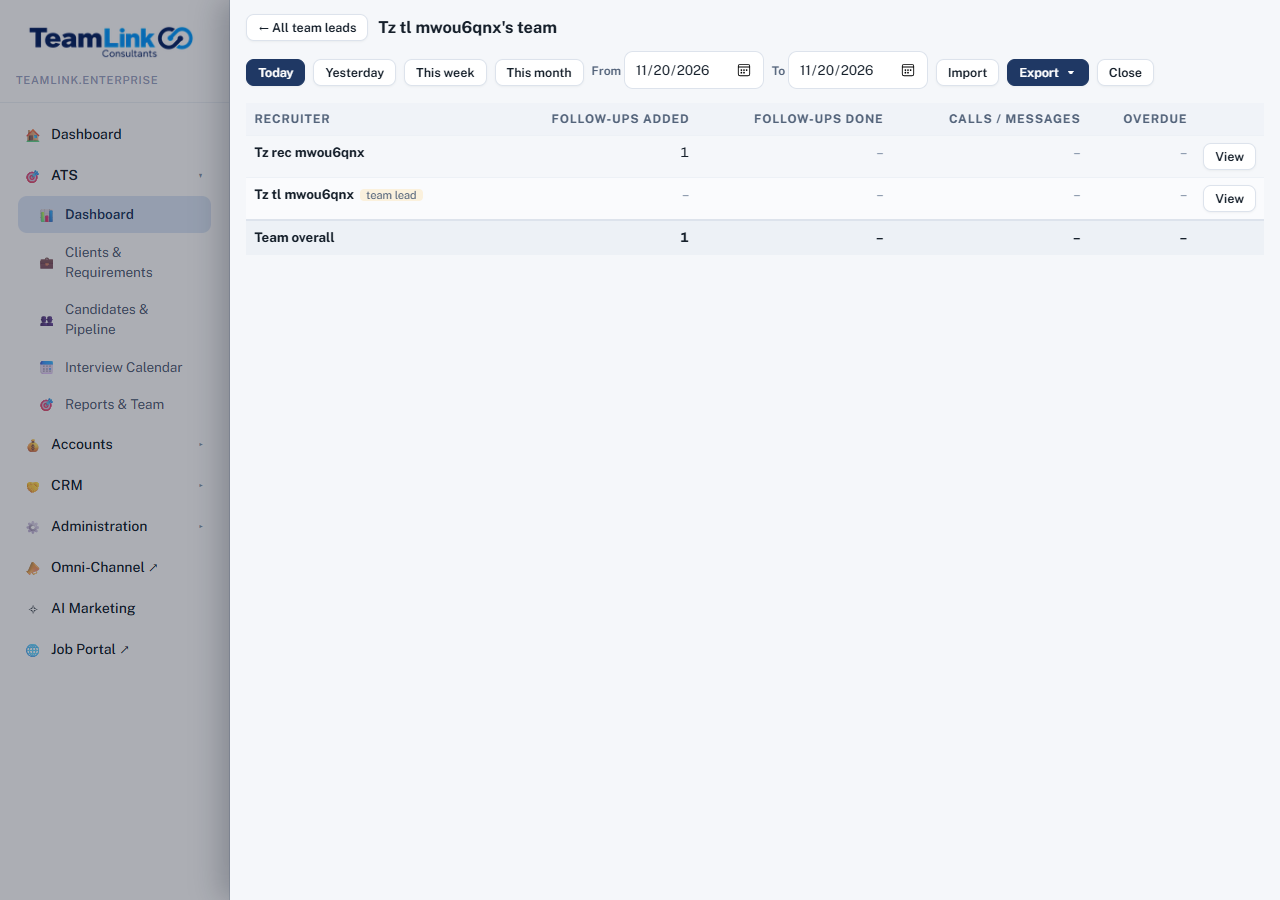 TeamLink
Consultants
TEAMLINK.ENTERPRISE
Dashboard
ATS
Dashboard
Clients &
Requirements
Candidates &
Pipeline
Interview Calendar
Reports & Team
Accounts
CRM
Administration
Omni-Channel ↗
AI Marketing
Job Portal ↗
← All team leads Tz tl mwou6qnx's team
Today Yesterday This week This month From 11/20/2026 To 11/20/2026 Import Export Close
RECRUITER FOLLOW-UPS ADDED FOLLOW-UPS DONE CALLS / MESSAGES OVERDUE
Tz rec mwou6qnx 1 – – – View
Tz tl mwou6qnx team lead – – – – View
Team overall 1 – – –